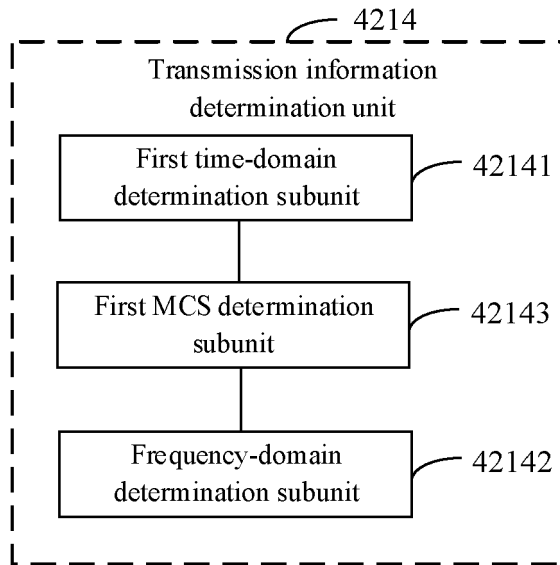 4214
Transmission information
determination unit
First time-domain
determination subunit
42141
First MCS determination
subunit
42143
Frequency-domain
determination subunit
42142